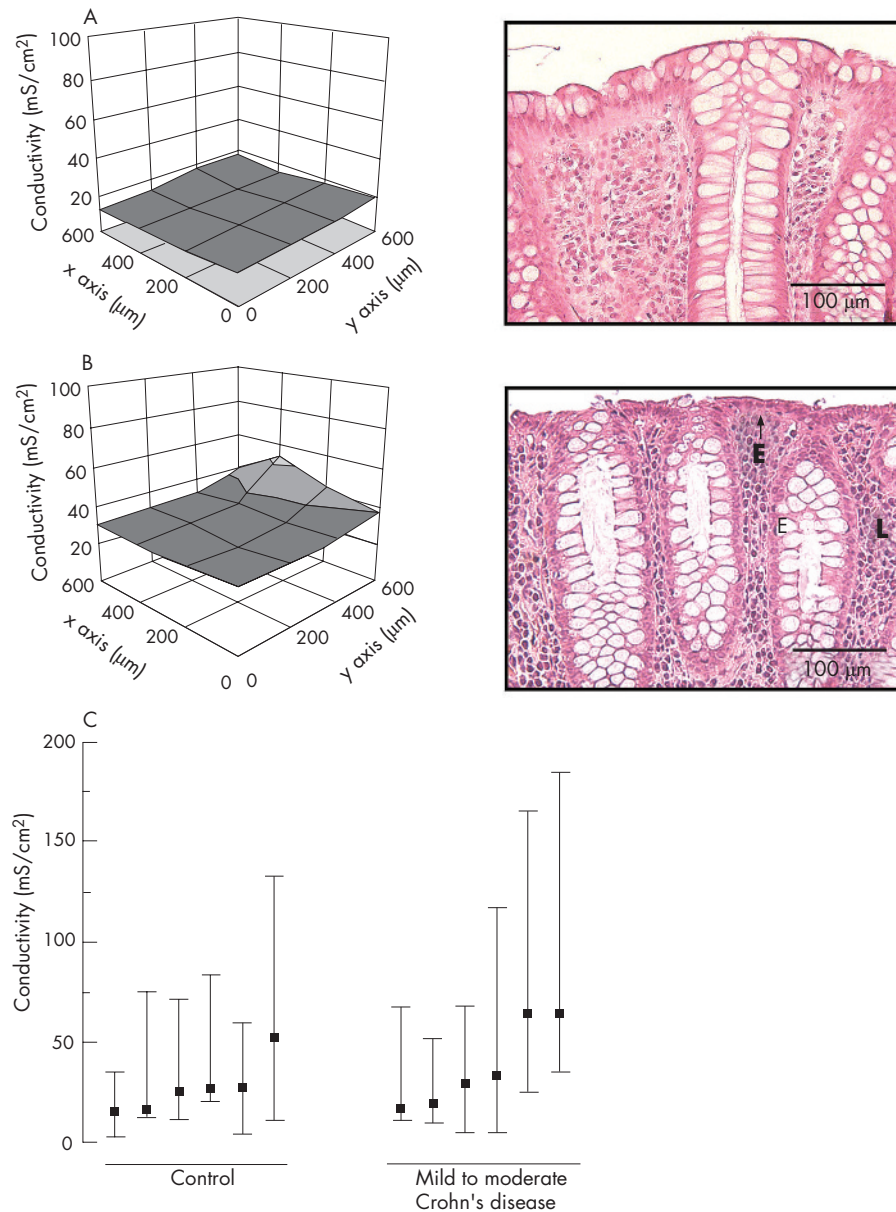 A
100
80
60
40
20
600
400
200
0
0
200
400
600
Conductivity (mS/cm²)
x axis (µm)
y axis (µm)
100 µm
B
100
80
60
40
20
600
400
200
0
0
200
400
600
Conductivity (mS/cm²)
x axis (µm)
y axis (µm)
E
E
L
100 µm
C
200
150
100
50
0
Conductivity (mS/cm²)
Control
Mild to moderate
Crohn's disease